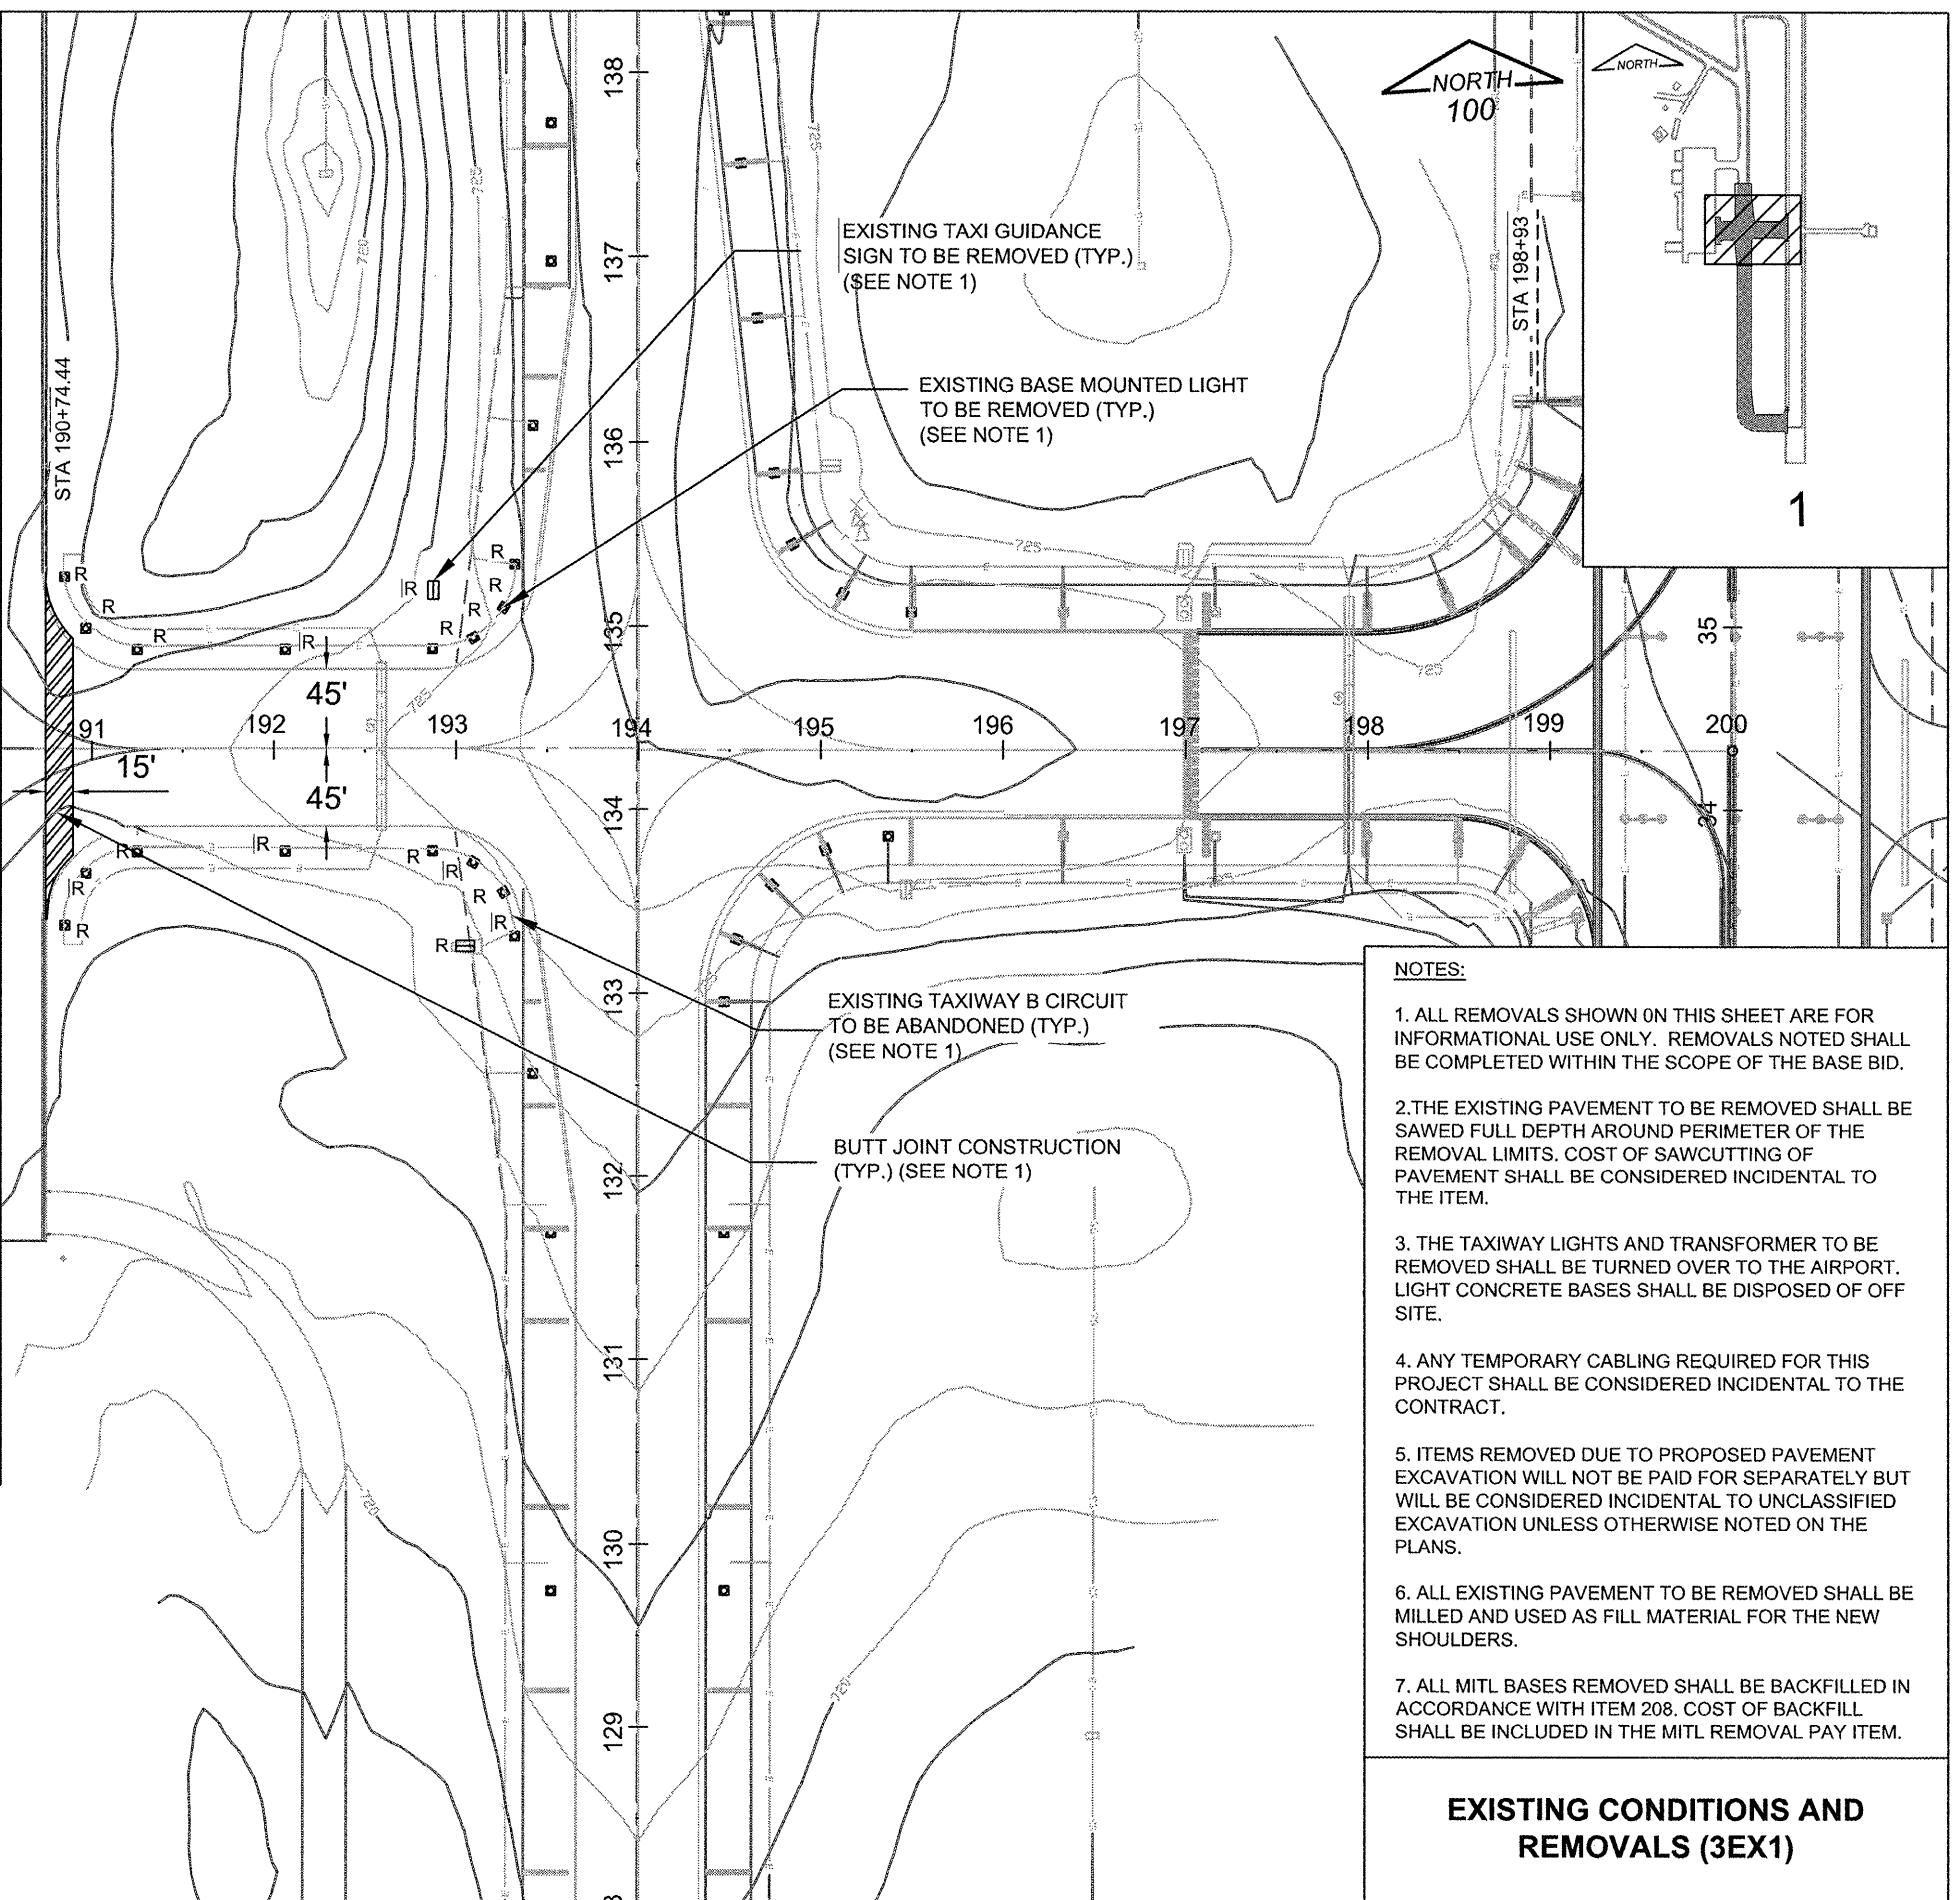 138
137
136
135
134
133
132
131
130
129
NORTH
100
NORTH
1
STA 190+74.44
STA 198+93
EXISTING TAXI GUIDANCE
SIGN TO BE REMOVED (TYP.)
(SEE NOTE 1)
EXISTING BASE MOUNTED LIGHT
TO BE REMOVED (TYP.)
(SEE NOTE 1)
720
725
725
725
725
725
R
R
R
R
R
R
R
R
45'
45'
15'
91
192
193
194
195
196
197
198
199
200
35
34
R
R
R
R
R
R
R
R
R
EXISTING TAXIWAY B CIRCUIT
TO BE ABANDONED (TYP.)
(SEE NOTE 1)
BUTT JOINT CONSTRUCTION
(TYP.) (SEE NOTE 1)
720
720
NOTES:
1. ALL REMOVALS SHOWN 0N THIS SHEET ARE FOR
INFORMATIONAL USE ONLY. REMOVALS NOTED SHALL
BE COMPLETED WITHIN THE SCOPE OF THE BASE BID.
2.THE EXISTING PAVEMENT TO BE REMOVED SHALL BE
SAWED FULL DEPTH AROUND PERIMETER OF THE
REMOVAL LIMITS. COST OF SAWCUTTING OF
PAVEMENT SHALL BE CONSIDERED INCIDENTAL TO
THE ITEM.
3. THE TAXIWAY LIGHTS AND TRANSFORMER TO BE
REMOVED SHALL BE TURNED OVER TO THE AIRPORT.
LIGHT CONCRETE BASES SHALL BE DISPOSED OF OFF
SITE.
4. ANY TEMPORARY CABLING REQUIRED FOR THIS
PROJECT SHALL BE CONSIDERED INCIDENTAL TO THE
CONTRACT.
5. ITEMS REMOVED DUE TO PROPOSED PAVEMENT
EXCAVATION WILL NOT BE PAID FOR SEPARATELY BUT
WILL BE CONSIDERED INCIDENTAL TO UNCLASSIFIED
EXCAVATION UNLESS OTHERWISE NOTED ON THE
PLANS.
6. ALL EXISTING PAVEMENT TO BE REMOVED SHALL BE
MILLED AND USED AS FILL MATERIAL FOR THE NEW
SHOULDERS.
7. ALL MITL BASES REMOVED SHALL BE BACKFILLED IN
ACCORDANCE WITH ITEM 208. COST OF BACKFILL
SHALL BE INCLUDED IN THE MITL REMOVAL PAY ITEM.
EXISTING CONDITIONS AND
REMOVALS (3EX1)